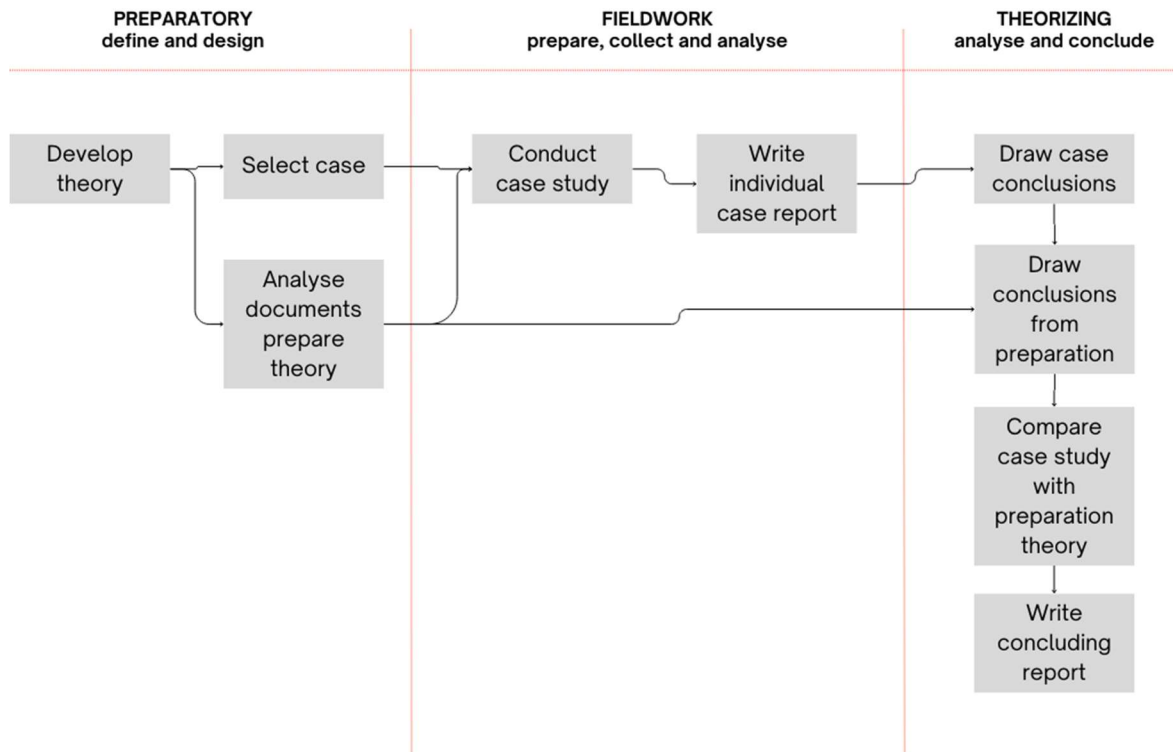 PREPARATORY
define and design
FIELDWORK
prepare, collect and analyse
THEORIZING
analyse and conclude
Develop
theory
Select case
Analyse
documents
prepare
theory
Conduct
case study
Write
individual
case report
Draw case
conclusions
Draw
conclusions
from
preparation
Compare
case study
with
preparation
theory
Write
concluding
report